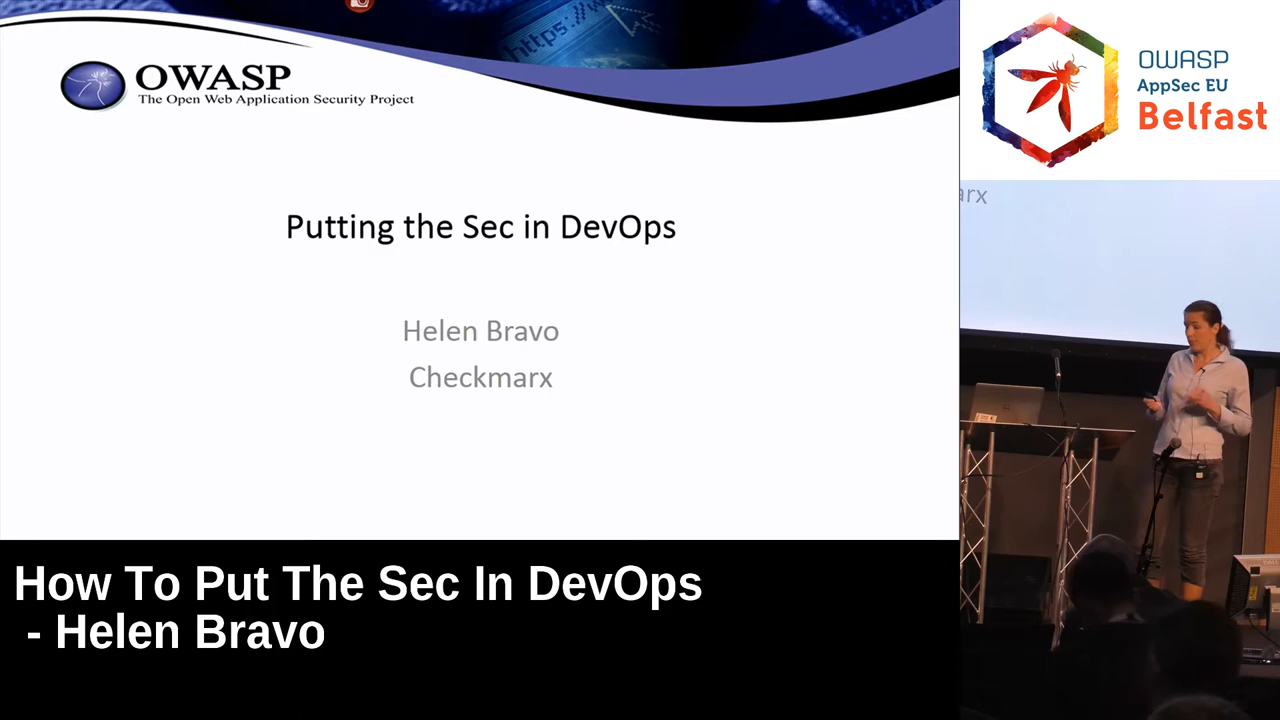 https://w
OWASP
The Open Web Application Security Project
Putting the Sec in DevOps
Helen Bravo
Checkmarx
OWASP
AppSec EU
Belfast
arx
How To Put The Sec In DevOps
- Helen Bravo